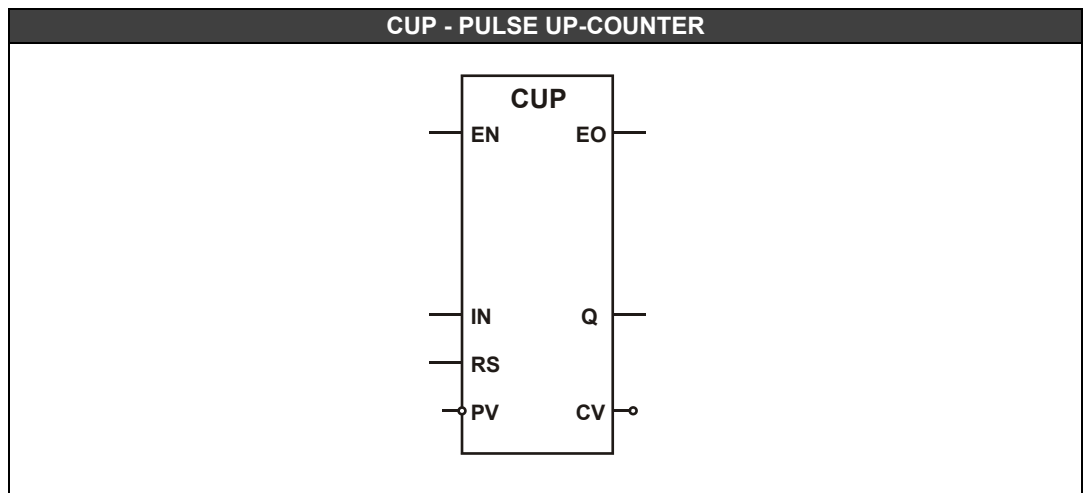 CUP - PULSE UP-COUNTER
CUP
EN EO
IN Q
RS
PV CV